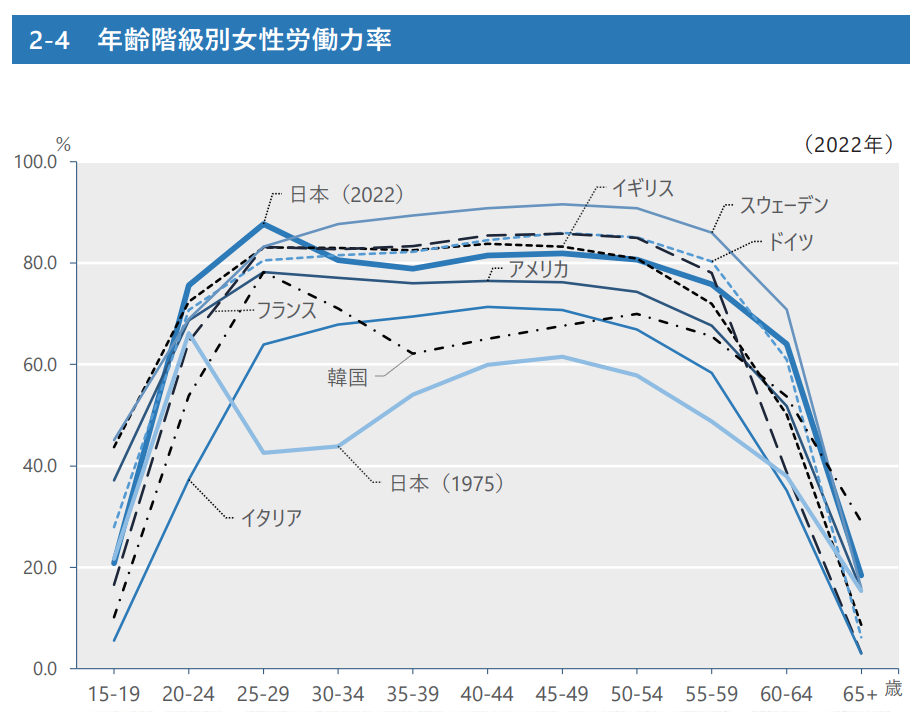 2-4 年齢階級別女性労働力率
%
（2022年）
100.0
80.0
60.0
40.0
20.0
0.0
日本（2022）
イギリス
スウェーデン
ドイツ
アメリカ
フランス
韓国
日本（1975）
イタリア
15-19 20-24 25-29 30-34 35-39 40-44 45-49 50-54 55-59 60-64 65+ 歳